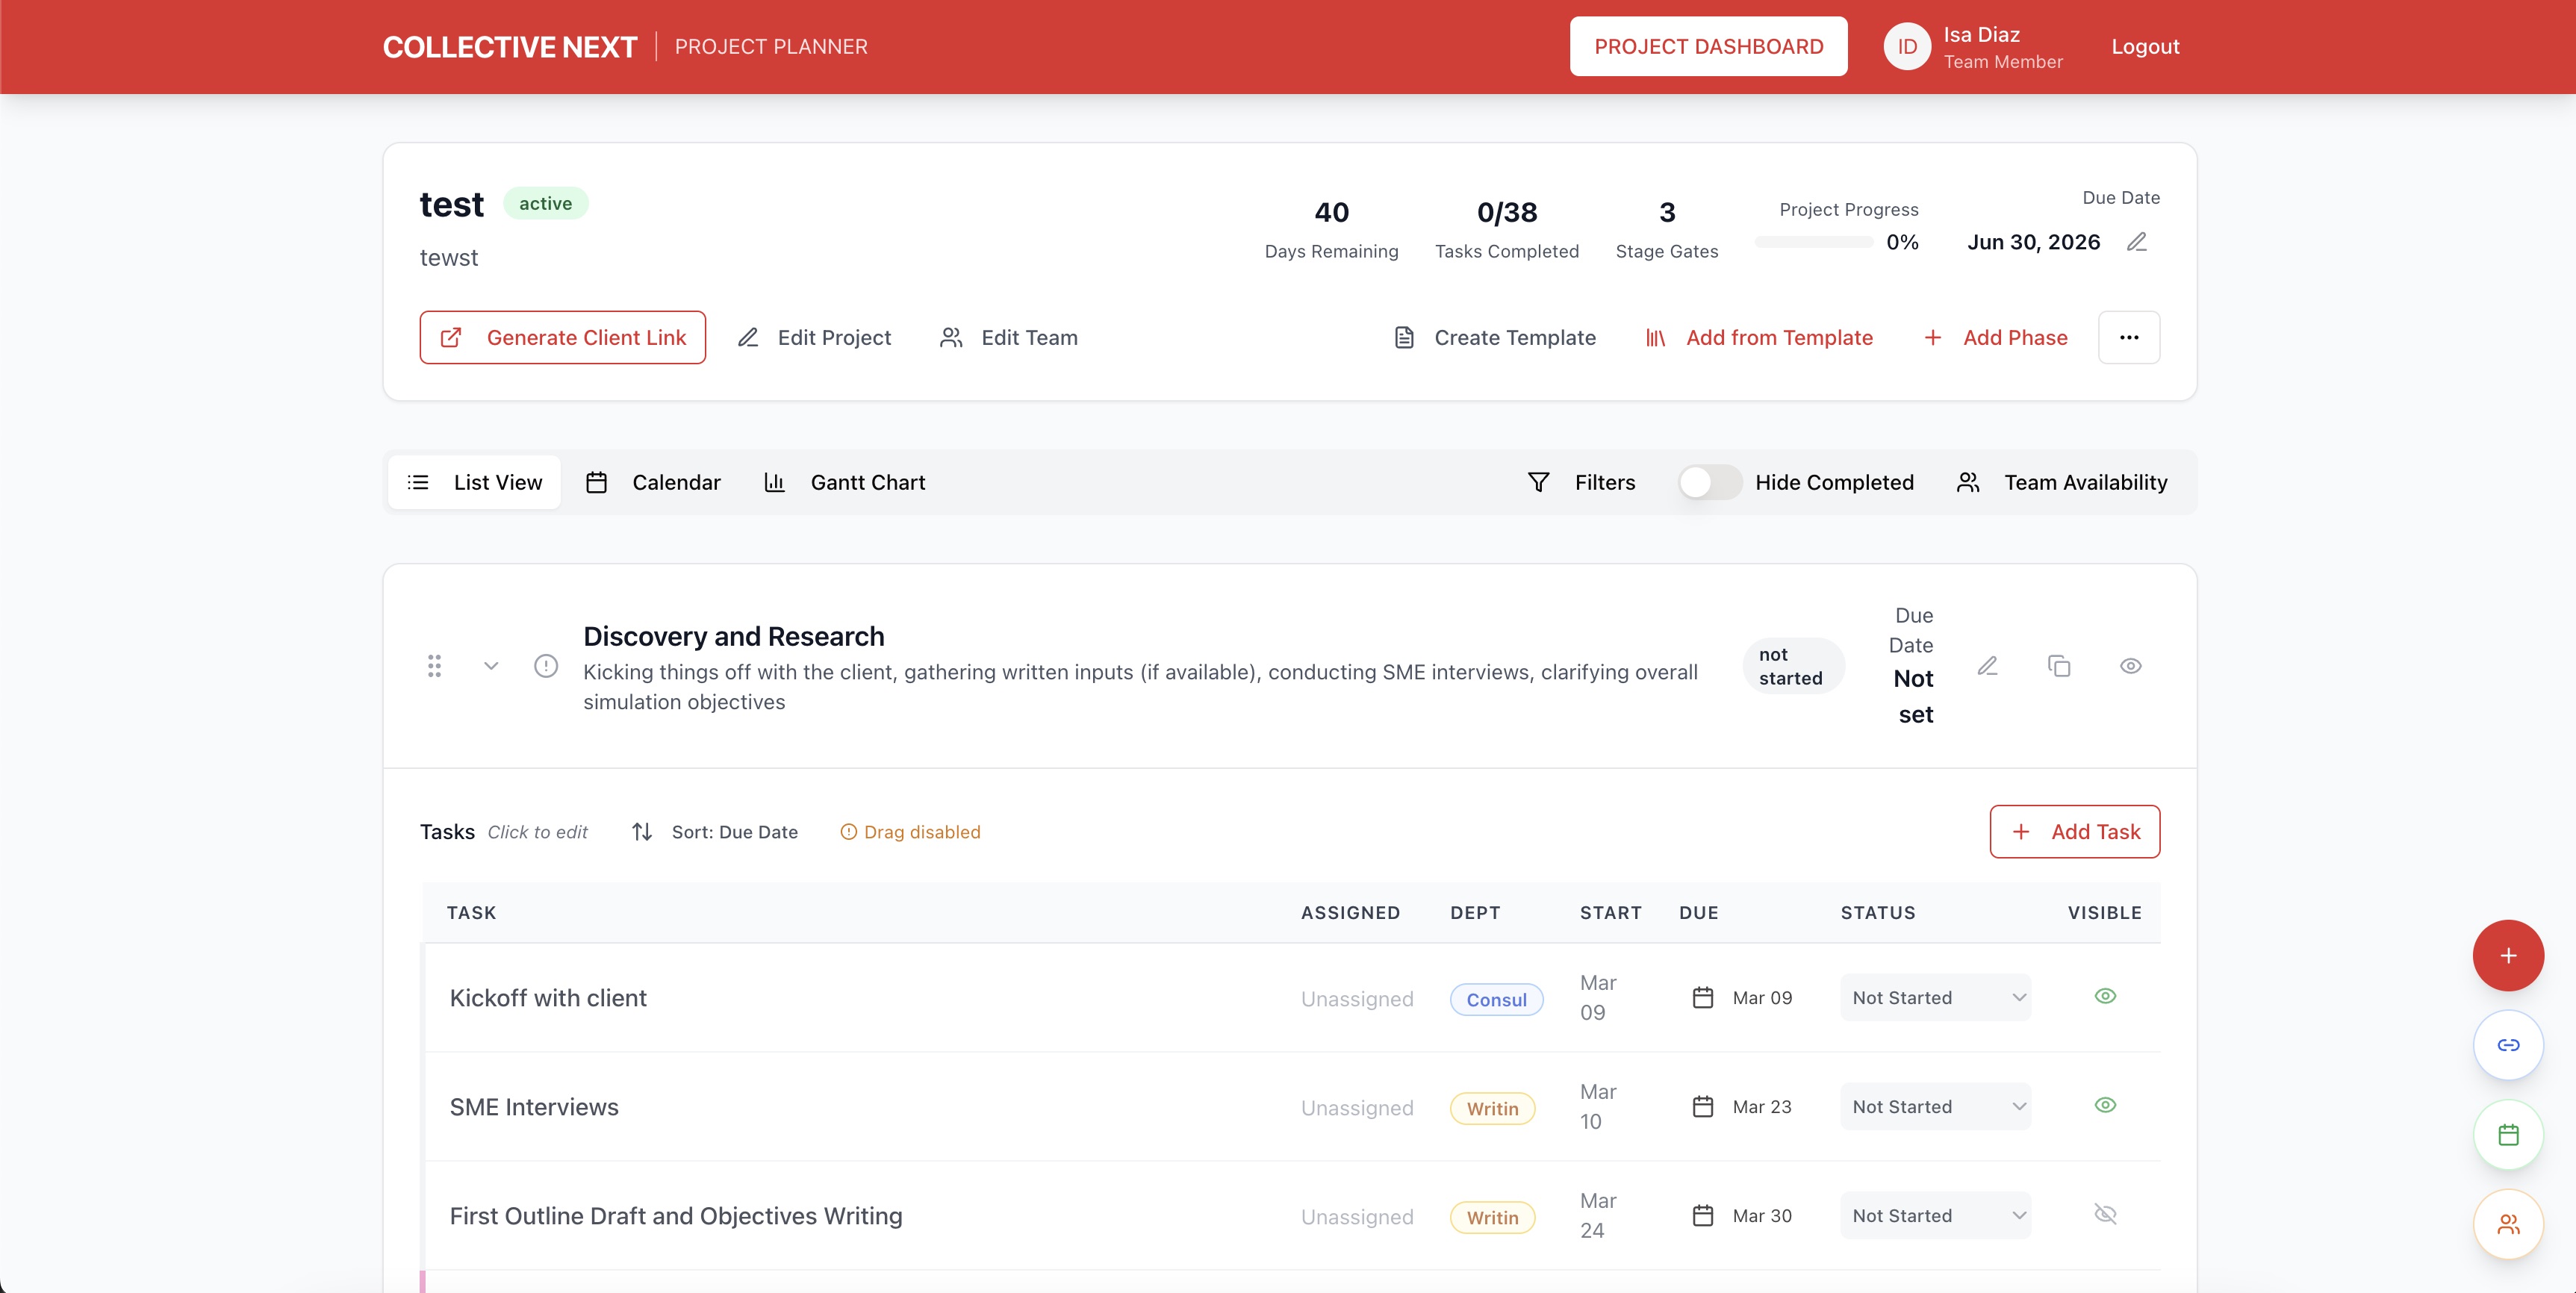 COLLECTIVE NEXT PROJECT PLANNER PROJECT DASHBOARD ID Isa Diaz Logout
Team Member
test active
tewst
40 0/38 3 Project Progress Due Date
Days Remaining Tasks Completed Stage Gates 0% Jun 30, 2026
Generate Client Link Edit Project Edit Team Create Template Add from Template Add Phase
List View Calendar Gantt Chart Filters Hide Completed Team Availability
Discovery and Research
Kicking things off with the client, gathering written inputs (if available), conducting SME interviews, clarifying overall
simulation objectives
not
started
Due
Date
Not
set
Tasks Click to edit Sort: Due Date Drag disabled Add Task
TASK ASSIGNED DEPT START DUE STATUS VISIBLE
Kickoff with client Unassigned Consul Mar
09 Mar 09 Not Started
SME Interviews Unassigned Writin Mar
10 Mar 23 Not Started
First Outline Draft and Objectives Writing Unassigned Writin Mar
24 Mar 30 Not Started